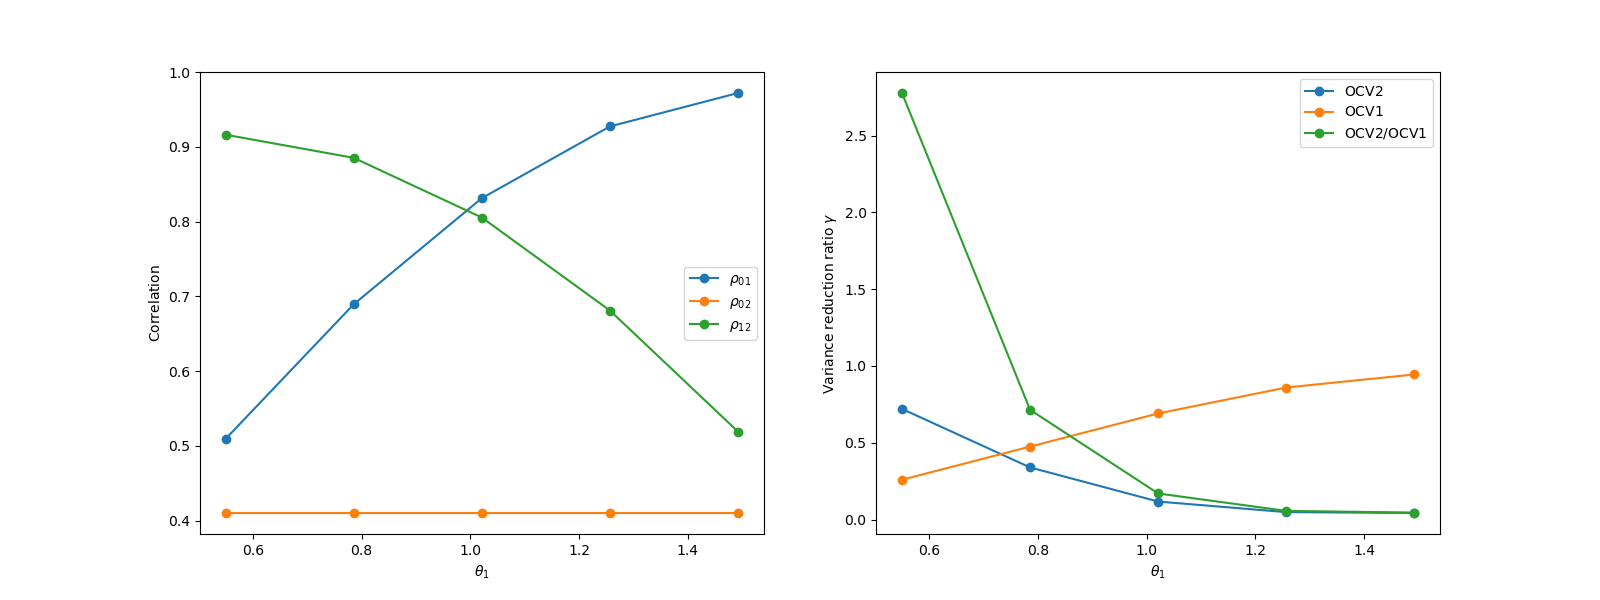 1.0
0.9
0.8
0.7
0.6
0.5
0.4
Correlation
0.6 0.8 1.0 1.2 1.4
θ₁
ρ₀₁
ρ₀₂
ρ₁₂
2.5
2.0
1.5
1.0
0.5
0.0
Variance reduction ratio γ
0.6 0.8 1.0 1.2 1.4
θ₁
OCV2
OCV1
OCV2/OCV1